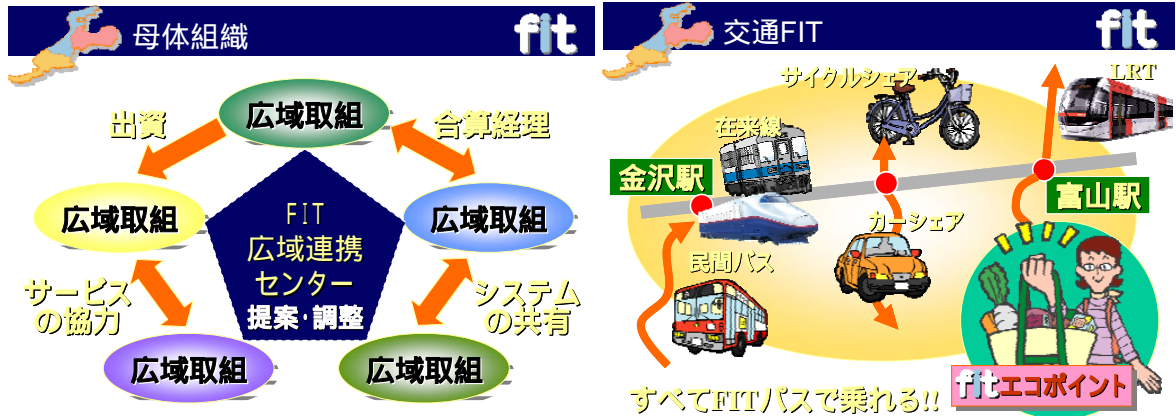 母体組織
fit
広域取組
出資
合算経理
広域取組
広域取組
FIT
広域連携
センター
提案・調整
サービス
の協力
システム
の共有
広域取組
広域取組
交通FIT
fit
サイクルシェア
LRT
在来線
金沢駅
富山駅
カーシェア
民間バス
すべてFITパスで乗れる!!
fitエコポイント